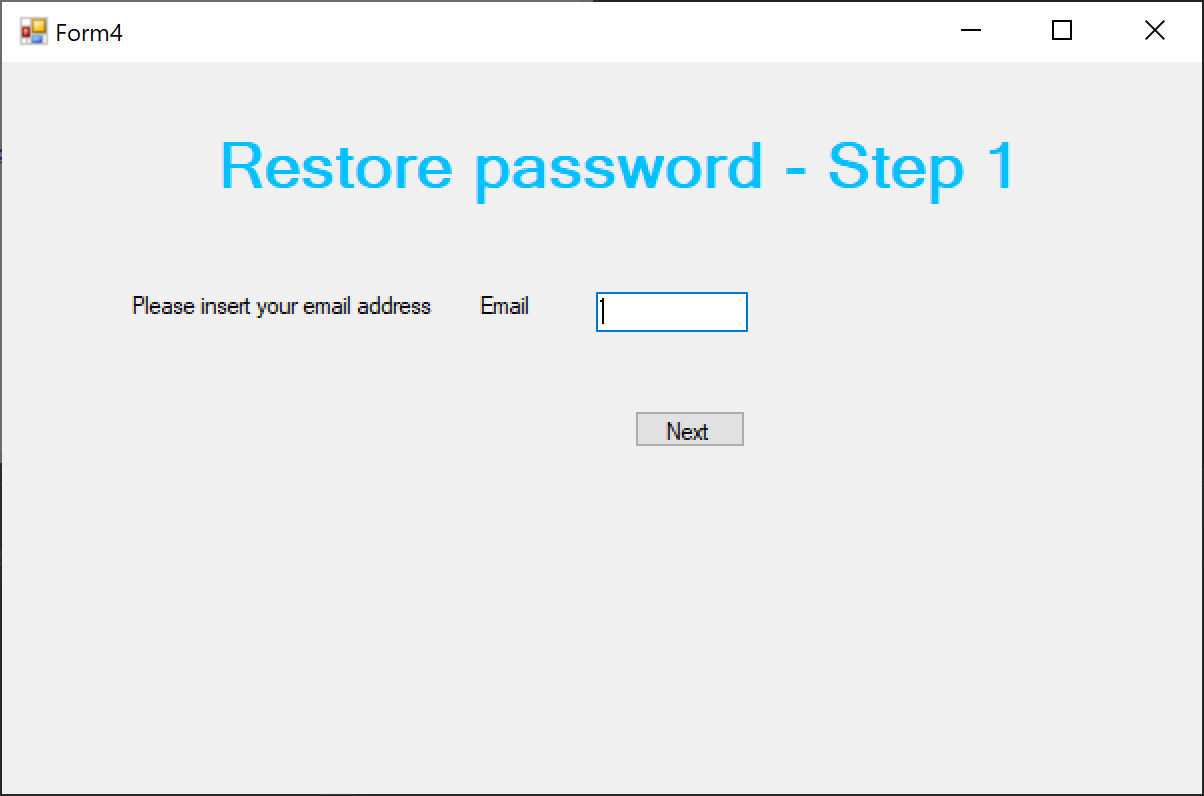 Form4
Restore password - Step 1
Please insert your email address Email
Next